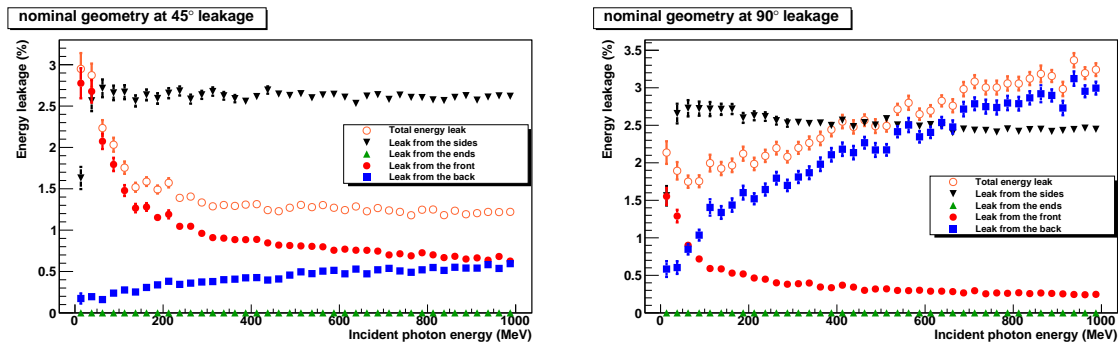 nominal geometry at 45° leakage
Energy leakage (%)
3
2.5
2
1.5
1
0.5
0
Total energy leak
Leak from the sides
Leak from the ends
Leak from the front
Leak from the back
0 200 400 600 800 1000
Incident photon energy (MeV)
nominal geometry at 90° leakage
Energy leakage (%)
3.5
3
2.5
2
1.5
1
0.5
0
Total energy leak
Leak from the sides
Leak from the ends
Leak from the front
Leak from the back
0 200 400 600 800 1000
Incident photon energy (MeV)